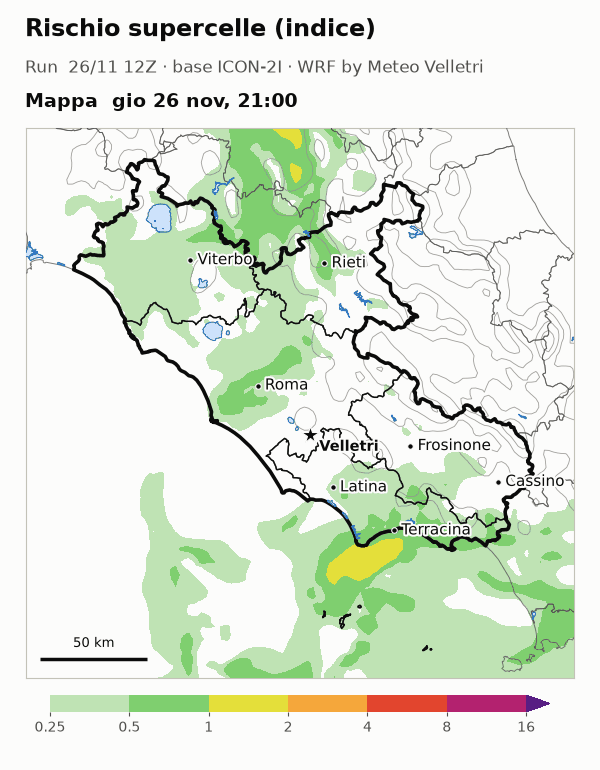 Rischio supercelle (indice)
Run  26/11 12Z · base ICON-2I · WRF by Meteo Velletri
Mappa  gio 26 nov, 21:00
Viterbo
Rieti
Roma
Velletri
Frosinone
Cassino
Latina
Terracina
50 km
0.25 0.5 1 2 4 8 16